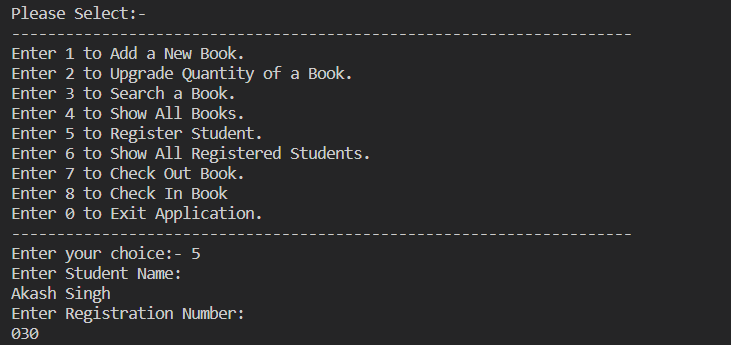 Please Select:-
----------------------------------------------------------------------
Enter 1 to Add a New Book.
Enter 2 to Upgrade Quantity of a Book.
Enter 3 to Search a Book.
Enter 4 to Show All Books.
Enter 5 to Register Student.
Enter 6 to Show All Registered Students.
Enter 7 to Check Out Book.
Enter 8 to Check In Book
Enter 0 to Exit Application.
----------------------------------------------------------------------
Enter your choice:- 5
Enter Student Name:
Akash Singh
Enter Registration Number:
030